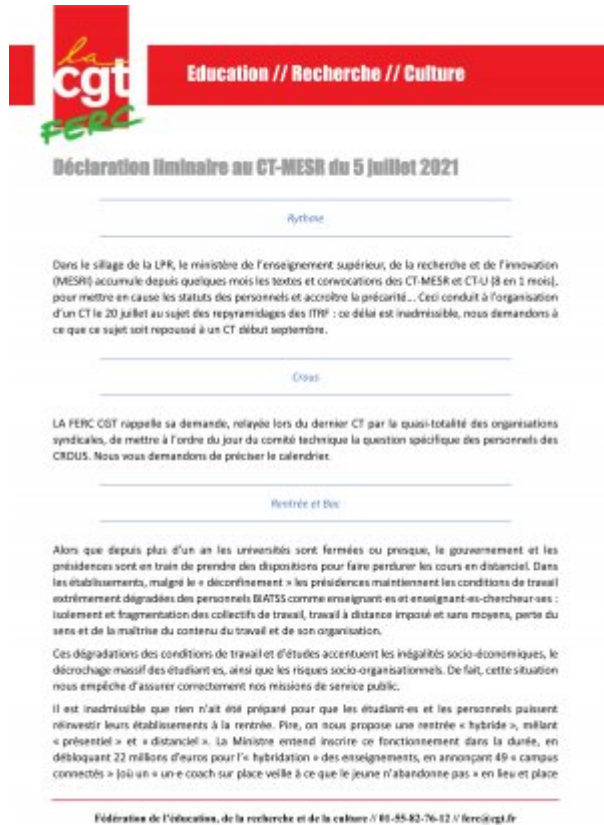 la
cgt
FERC
Education // Recherche // Culture
Déclaration liminaire au CT-MESR du 5 juillet 2021
Rythme
Dans le sillage de la LPR, le ministère de l'enseignement supérieur, de la recherche et de l'innovation
(MESRI) accumule depuis quelques mois les textes et convocations des CT-MESR et CT-U (8 en 1 mois),
pour mettre en cause les statuts des personnels et accroître la précarité... Ceci conduit à l'organisation
d'un CT le 20 juillet au sujet des repyramidages des ITRF : ce délai est inadmissible, nous demandons à
ce que ce sujet soit repoussé à un CT début septembre.
Crous
LA FERC CGT rappelle sa demande, relayée lors du dernier CT par la quasi-totalité des organisations
syndicales, de mettre à l'ordre du jour du comité technique la question spécifique des personnels des
CROUS. Nous vous demandons de préciser le calendrier.
Rentrée et Bac
Alors que depuis plus d'un an les universités sont fermées ou presque, le gouvernement et les
présidences sont en train de prendre des dispositions pour faire perdurer les cours en distanciel. Dans
les établissements, malgré le « déconfinement » les présidences maintiennent les conditions de travail
extrêmement dégradées des personnels BIATSS comme enseignant·es et enseignant·es-chercheur·ses :
isolement et fragmentation des collectifs de travail, travail à distance imposé et sans moyens, perte du
sens et de la maîtrise du contenu du travail et de son organisation.
Ces dégradations des conditions de travail et d'études accentuent les inégalités socio-économiques, le
décrochage massif des étudiant·es, ainsi que les risques socio-organisationnels. De fait, cette situation
nous empêche d'assurer correctement nos missions de service public.
Il est inadmissible que rien n'ait été préparé pour que les étudiant·es et les personnels puissent
réinvestir leurs établissements à la rentrée. Pire, on nous propose une rentrée « hybride », mêlant
« présentiel » et « distanciel ». La Ministre entend inscrire ce fonctionnement dans la durée, en
débloquant 22 millions d'euros pour l'« hybridation » des enseignements, en annonçant 49 « campus
connectés » (où un « un·e coach sur place veille à ce que le jeune n'abandonne pas » en lieu et place
Fédération de l'éducation, de la recherche et de la culture // 01-55-82-76-12 // ferc@cgt.fr